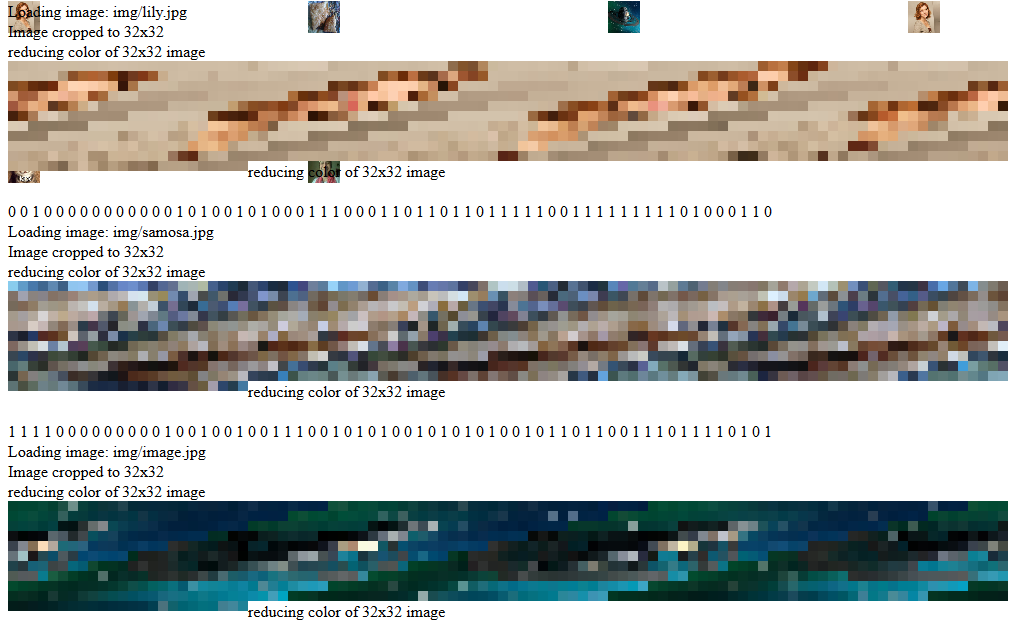 Loading image: img/lily.jpg
Image cropped to 32x32
reducing color of 32x32 image
reducing color of 32x32 image
0 0 1 0 0 0 0 0 0 0 0 0 0 0 1 0 1 0 0 1 0 1 0 0 0 1 1 1 0 0 0 1 1 0 1 1 0 1 1 0 1 1 1 1 1 0 0 1 1 1 1 1 1 1 1 1 0 1 0 0 0 1 1 0
Loading image: img/samosa.jpg
Image cropped to 32x32
reducing color of 32x32 image
reducing color of 32x32 image
1 1 1 1 0 0 0 0 0 0 0 0 0 1 0 0 1 0 0 1 0 0 1 1 1 0 0 1 0 1 0 1 0 0 1 0 1 0 1 0 1 0 0 1 0 1 1 0 1 1 0 0 1 1 1 0 1 1 1 1 0 1 0 1
Loading image: img/image.jpg
Image cropped to 32x32
reducing color of 32x32 image
reducing color of 32x32 image